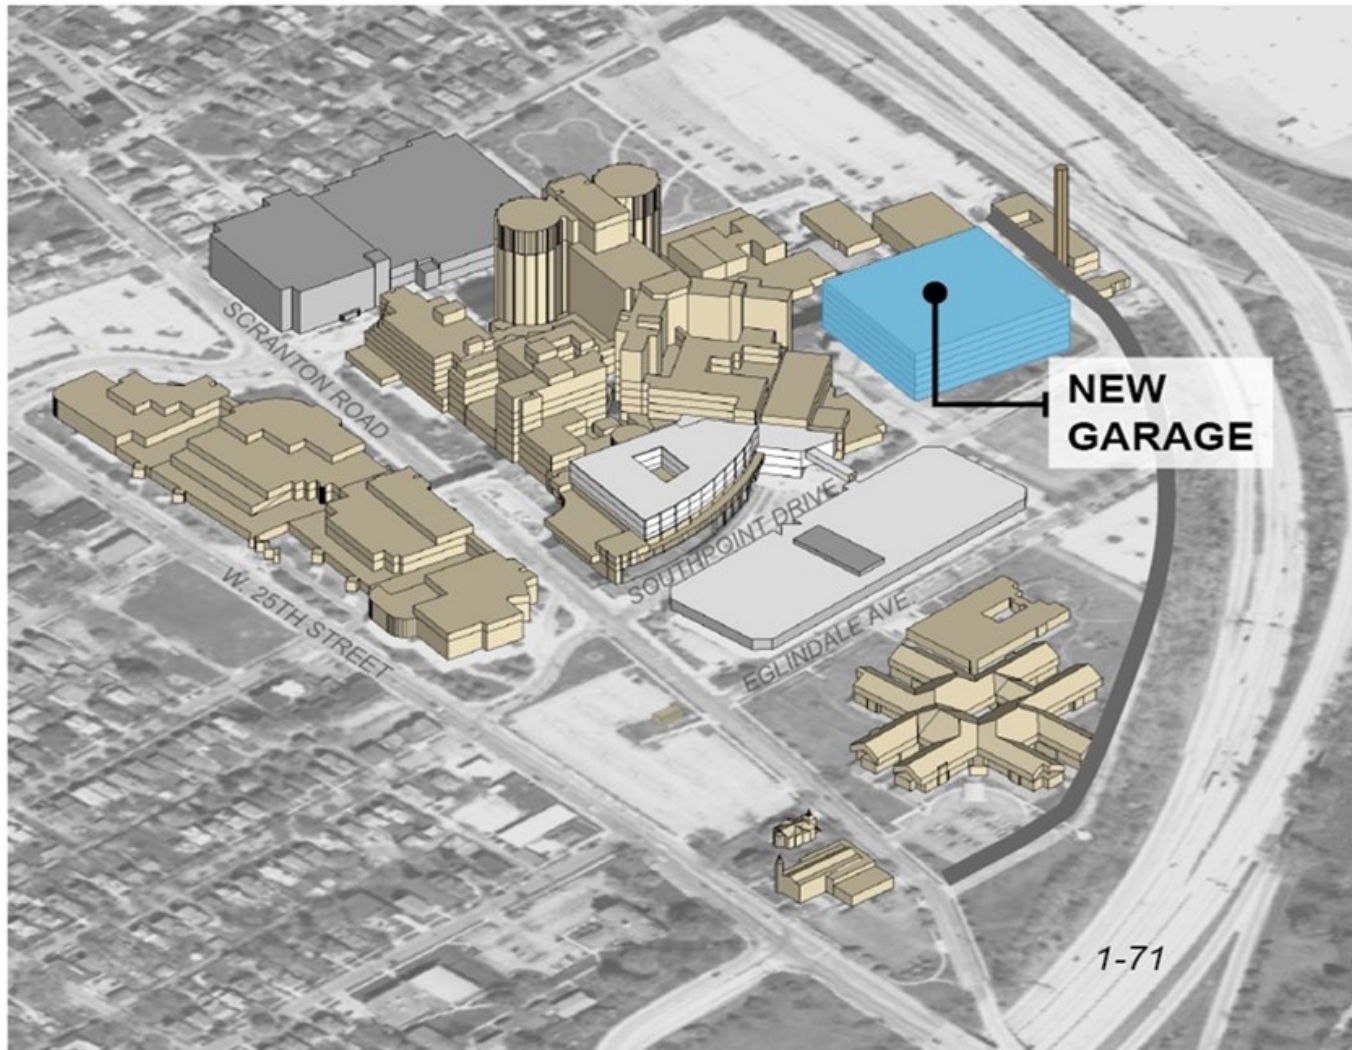 SCRANTON ROAD
NEW
GARAGE
SOUTHPOINT DRIVE
W. 25TH STREET
EGLINDALE AVE.
1-71